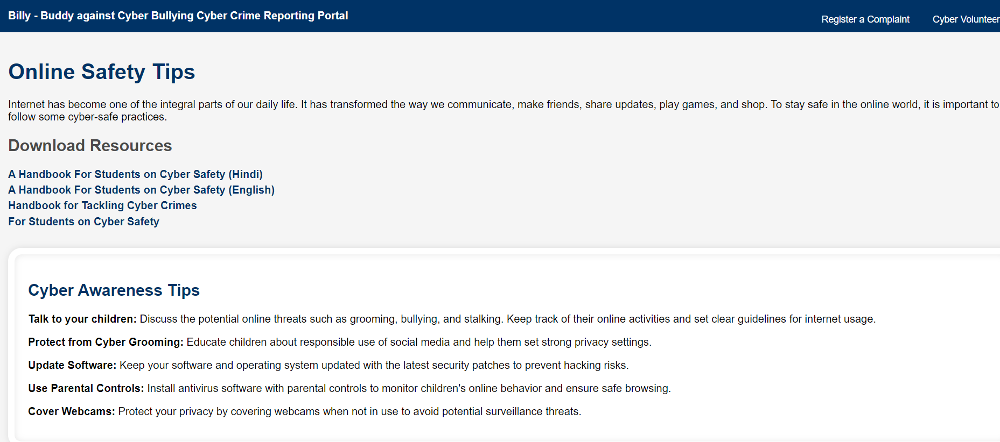 Billy - Buddy against Cyber Bullying Cyber Crime Reporting Portal
Register a Complaint
Cyber Volunteer
Online Safety Tips
Internet has become one of the integral parts of our daily life. It has transformed the way we communicate, make friends, share updates, play games, and shop. To stay safe in the online world, it is important to
follow some cyber-safe practices.
Download Resources
A Handbook For Students on Cyber Safety (Hindi)
A Handbook For Students on Cyber Safety (English)
Handbook for Tackling Cyber Crimes
For Students on Cyber Safety
Cyber Awareness Tips
Talk to your children: Discuss the potential online threats such as grooming, bullying, and stalking. Keep track of their online activities and set clear guidelines for internet usage.
Protect from Cyber Grooming: Educate children about responsible use of social media and help them set strong privacy settings.
Update Software: Keep your software and operating system updated with the latest security patches to prevent hacking risks.
Use Parental Controls: Install antivirus software with parental controls to monitor children's online behavior and ensure safe browsing.
Cover Webcams: Protect your privacy by covering webcams when not in use to avoid potential surveillance threats.